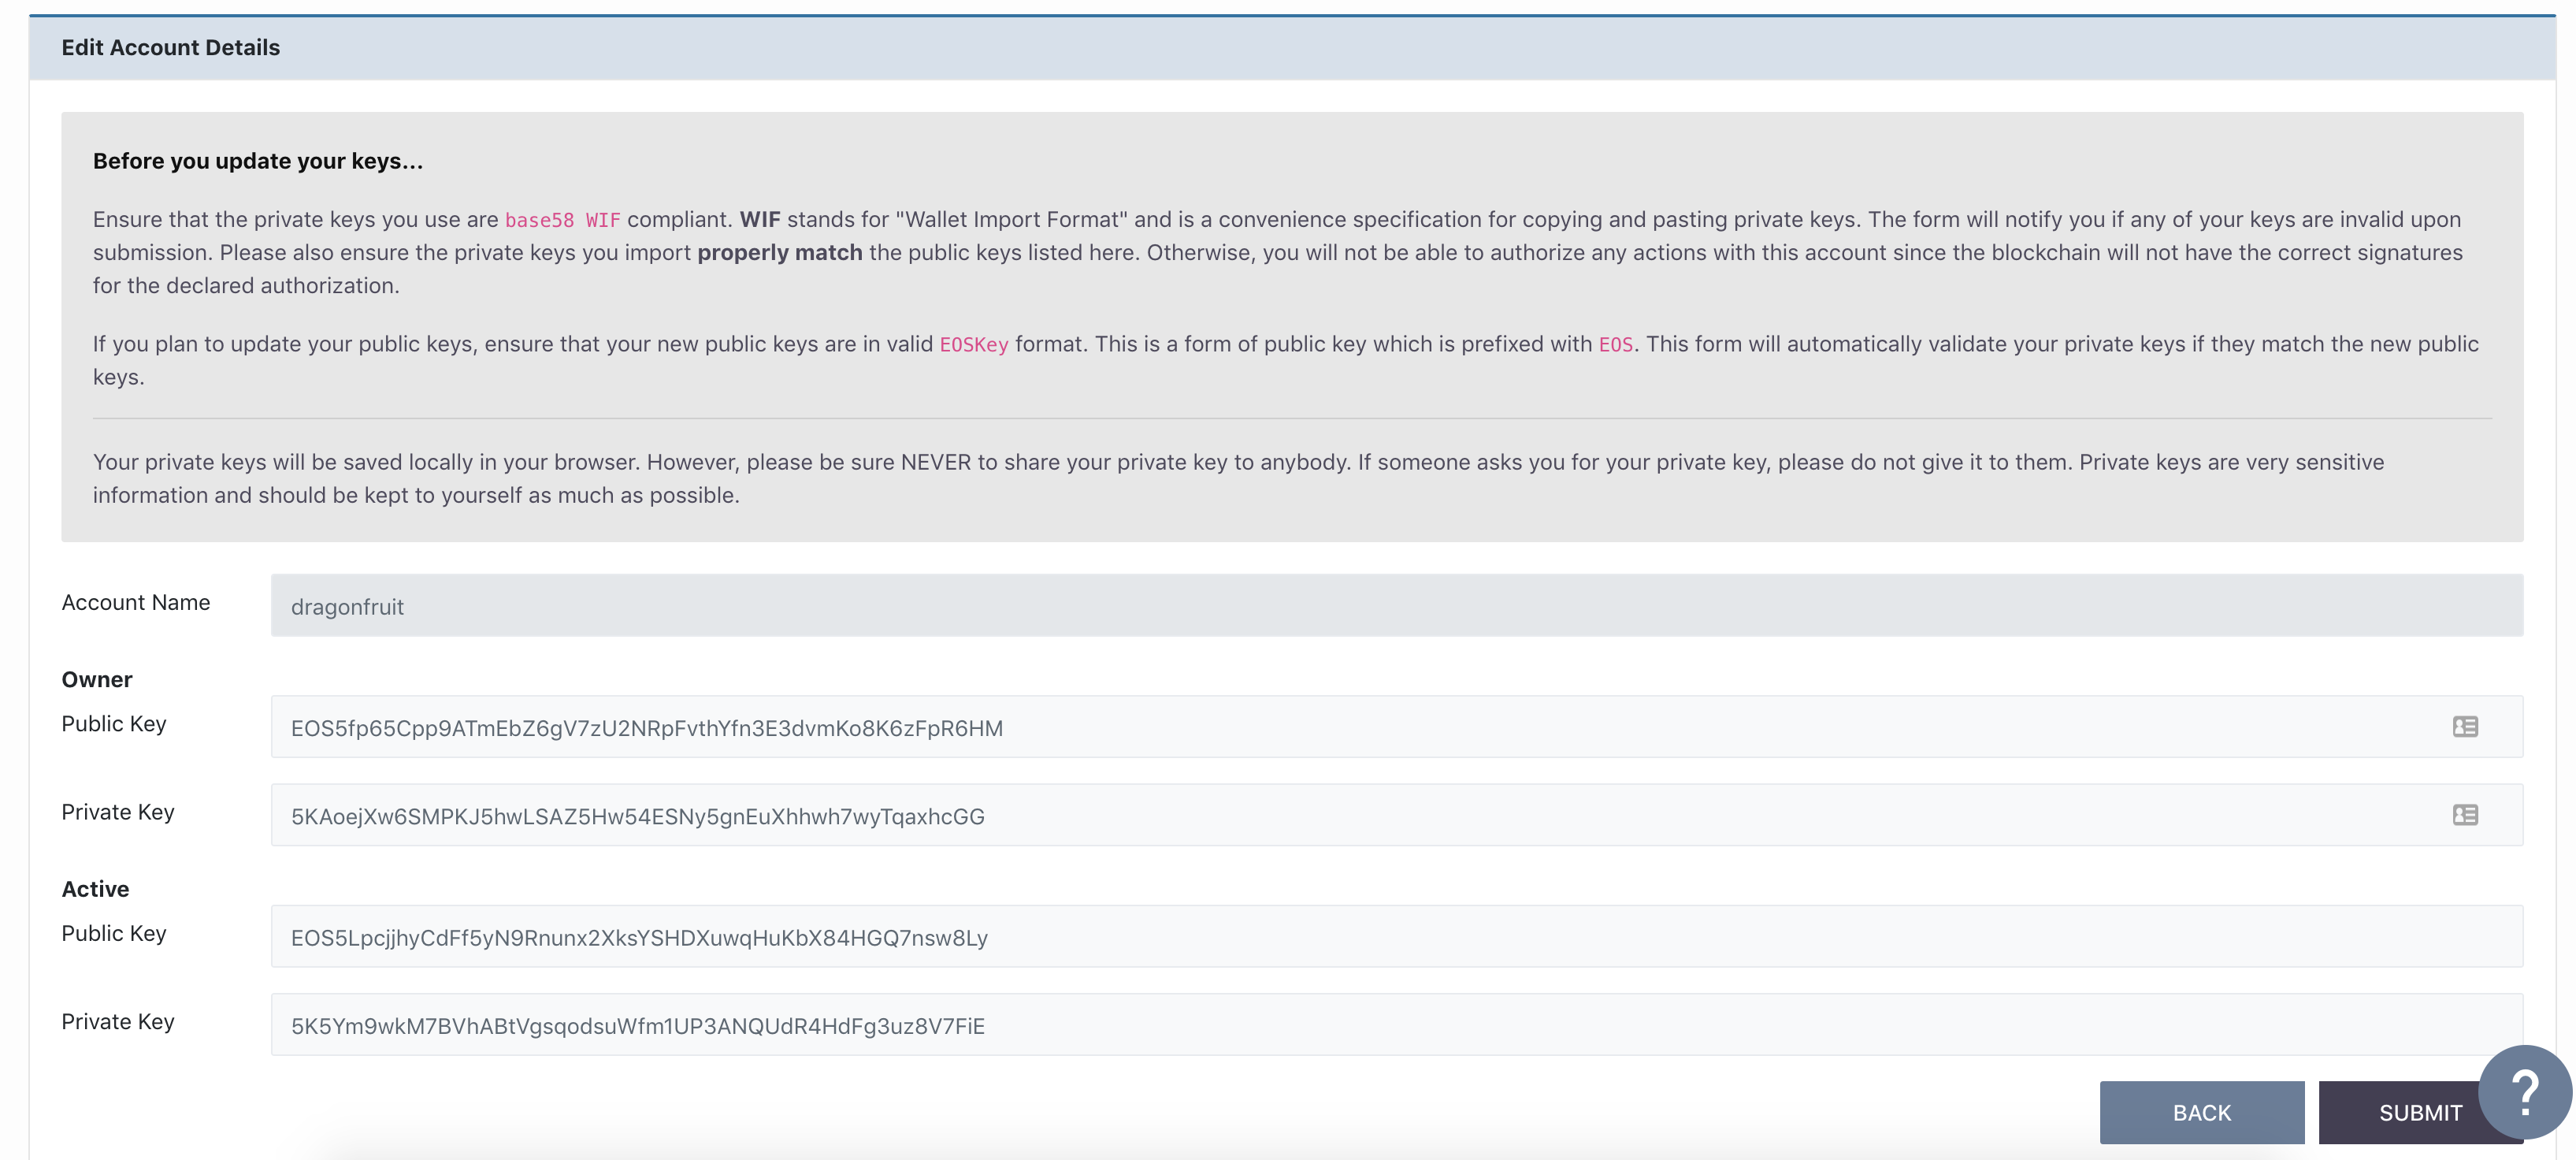 Edit Account Details
Before you update your keys...
Ensure that the private keys you use are base58 WIF compliant. WIF stands for "Wallet Import Format" and is a convenience specification for copying and pasting private keys. The form will notify you if any of your keys are invalid upon
submission. Please also ensure the private keys you import properly match the public keys listed here. Otherwise, you will not be able to authorize any actions with this account since the blockchain will not have the correct signatures
for the declared authorization.
If you plan to update your public keys, ensure that your new public keys are in valid EOSKey format. This is a form of public key which is prefixed with EOS. This form will automatically validate your private keys if they match the new public
keys.
Your private keys will be saved locally in your browser. However, please be sure NEVER to share your private key to anybody. If someone asks you for your private key, please do not give it to them. Private keys are very sensitive
information and should be kept to yourself as much as possible.
Account Name dragonfruit
Owner
Public Key EOS5fp65Cpp9ATmEbZ6gV7zU2NRpFvthYfn3E3dvmKo8K6zFpR6HM
Private Key 5KAoejXw6SMPKJ5hwLSAZ5Hw54ESNy5gnEuXhhwh7wyTqaxhcGG
Active
Public Key EOS5LpcjjhyCdFf5yN9Rnunx2XksYSHDXuwqHuKbX84HGQ7nsw8Ly
Private Key 5K5Ym9wkM7BVhABtVgsqodsuWfm1UP3ANQUdR4HdFg3uz8V7FiE
BACK SUBMIT ?